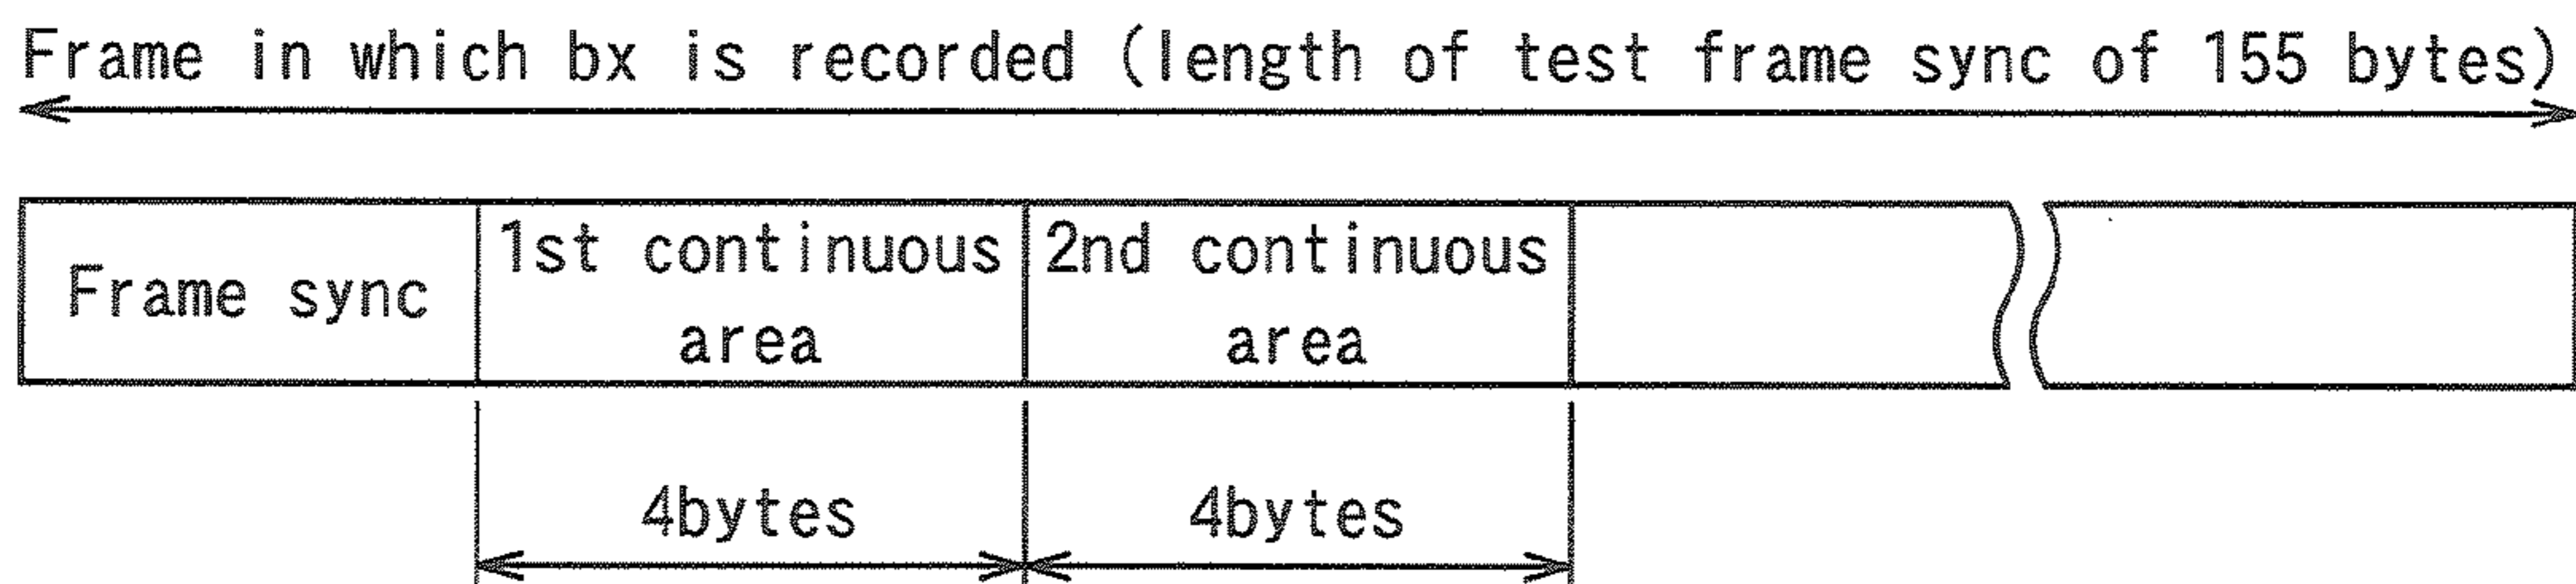 Frame in which bx is recorded (length of test frame sync of 155 bytes)
Frame sync
1st continuous
area
2nd continuous
area
4bytes
4bytes